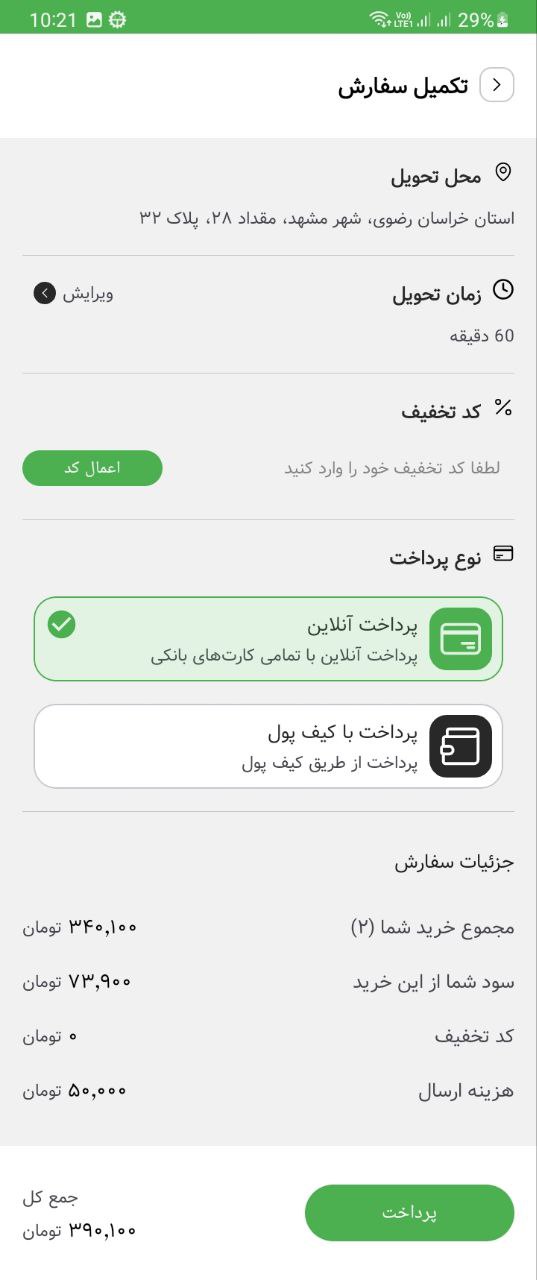 10:21 Vo)) LTE1 29%
تکمیل سفارش
محل تحویل
استان خراسان رضوی، شهر مشهد، مقداد ۲۸، پلاک ۳۲
زمان تحویل ویرایش
60 دقیقه
کد تخفیف
لطفا کد تخفیف خود را وارد کنید اعمال کد
نوع پرداخت
پرداخت آنلاین
پرداخت آنلاین با تمامی کارت‌های بانکی
پرداخت با کیف پول
پرداخت از طریق کیف پول
جزئیات سفارش
مجموع خرید شما (۲) ۳۴۰,۱۰۰ تومان
سود شما از این خرید ۷۳,۹۰۰ تومان
کد تخفیف ۰ تومان
هزینه ارسال ۵۰,۰۰۰ تومان
پرداخت
جمع کل
۳۹۰,۱۰۰ تومان